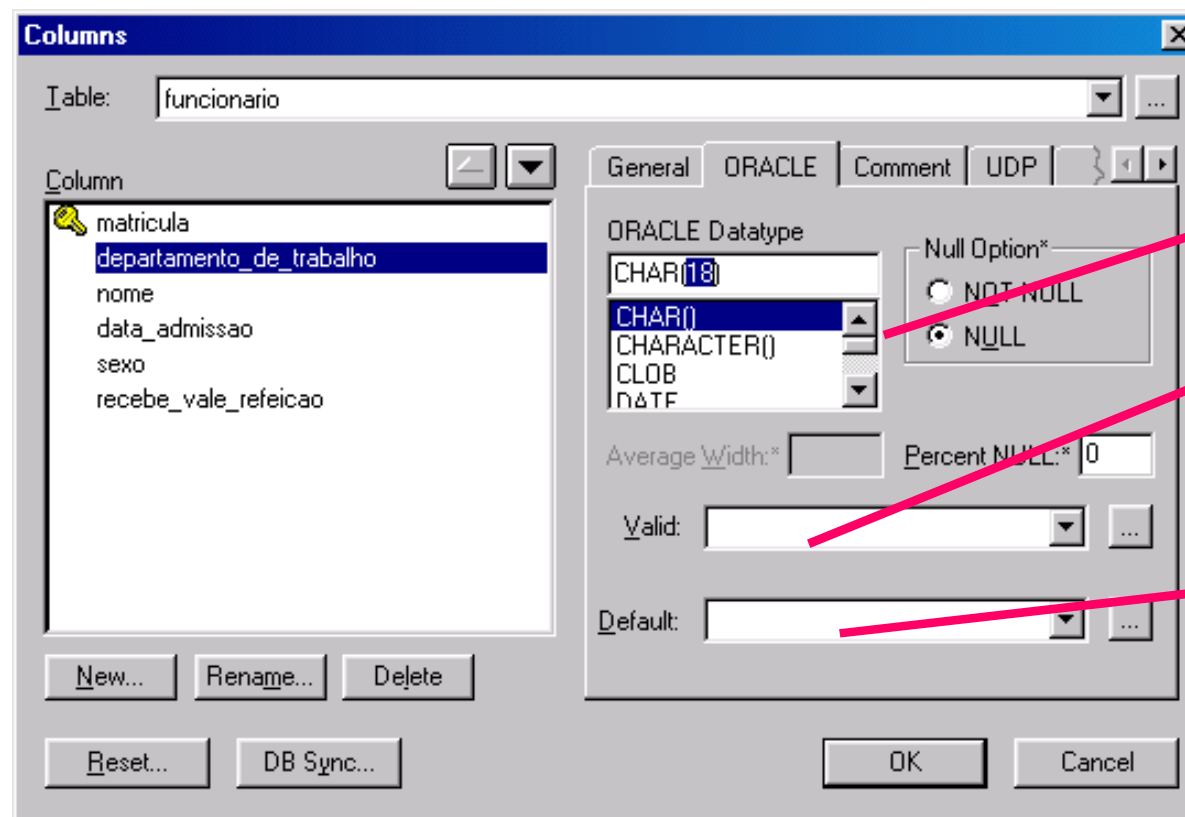 Columns
Table: funcionario ...
Column
matricula
departamento_de_trabalho
nome
data_admissao
sexo
recebe_vale_refeicao
New... Rename... Delete
Reset... DB Sync...
General ORACLE Comment UDP
ORACLE Datatype
CHAR(18)
CHAR()
CHARACTER()
CLOB
DATE
Null Option*
NOT NULL
NULL
Average Width:* Percent NULL:* 0
Valid: ...
Default: ...
OK Cancel